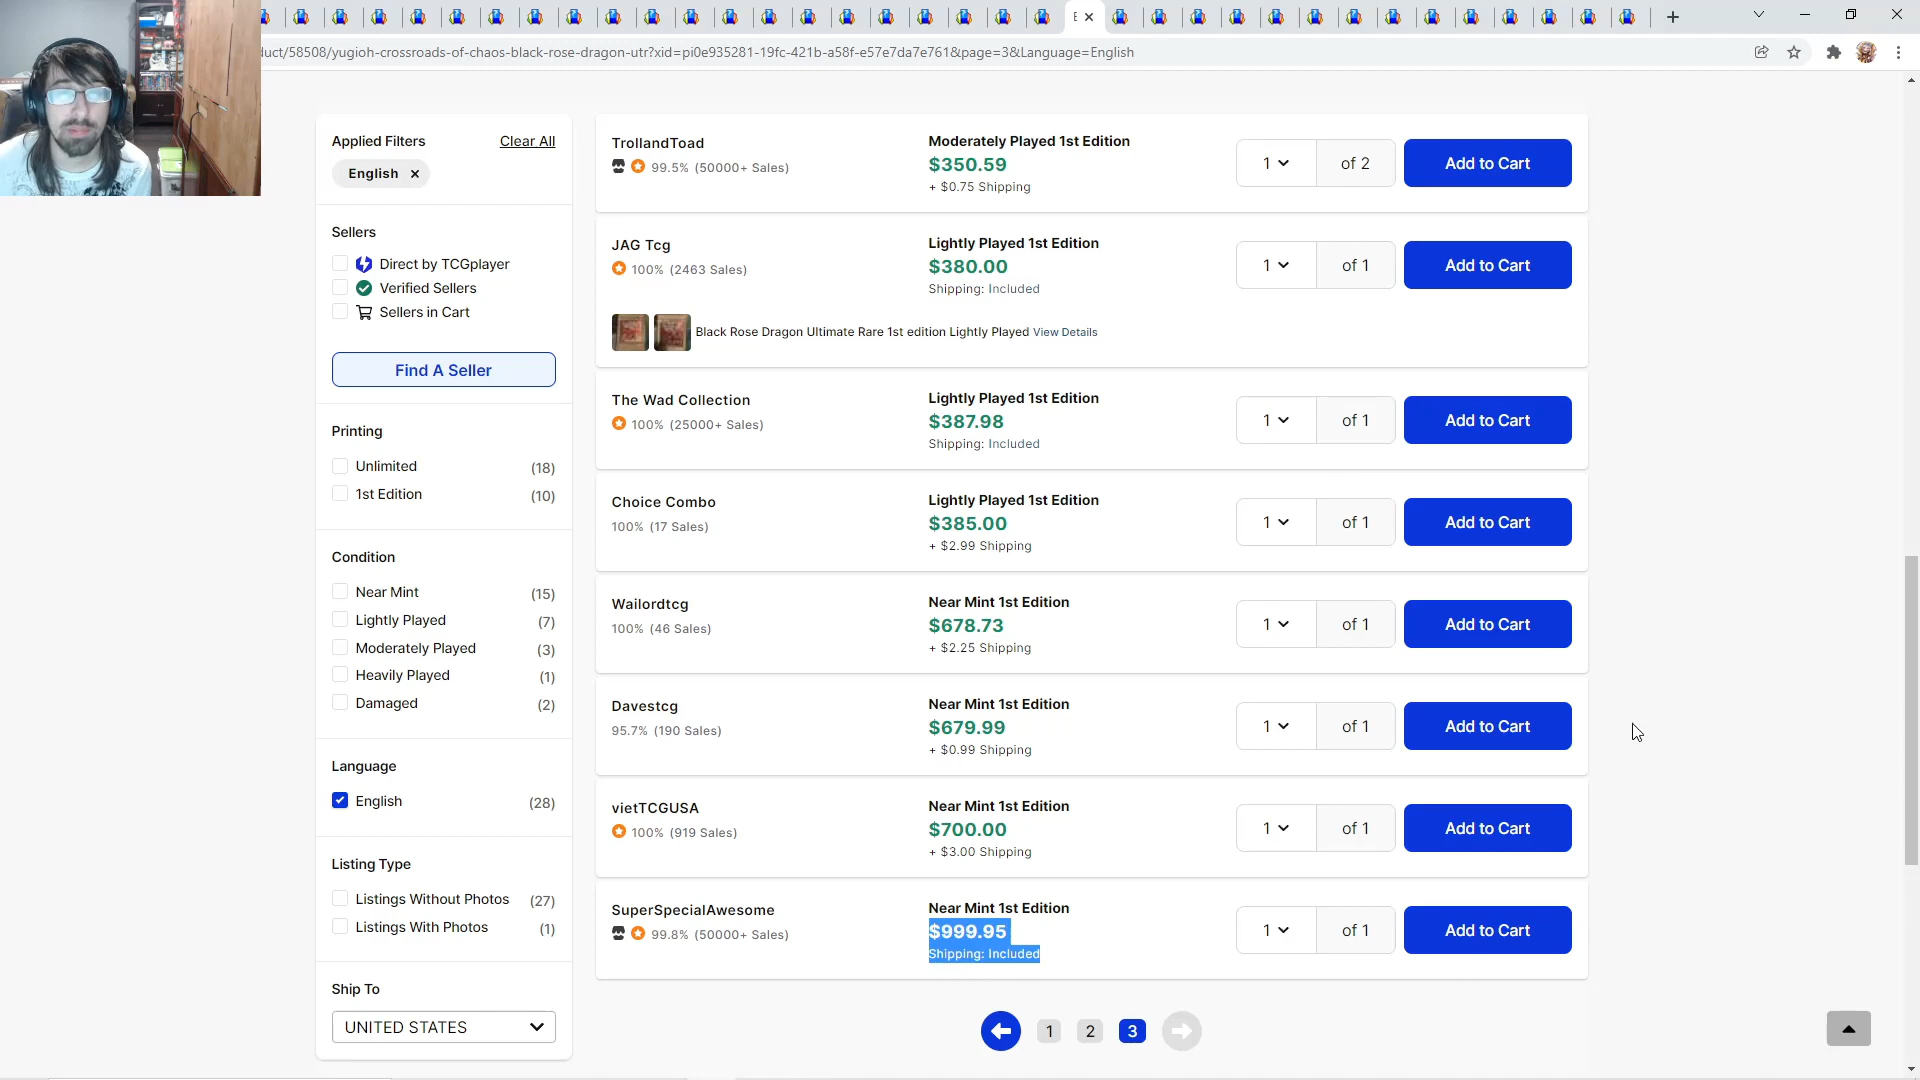 duct/58508/yugioh-crossroads-of-chaos-black-rose-dragon-utr?xid=pi0e935281-19fc-421b-a58f-e57e7da7e761&page=3&Language=English
Applied Filters
Clear All
English ×
Sellers
Direct by TCGplayer
Verified Sellers
Sellers in Cart
Find A Seller
Printing
Unlimited (18)
1st Edition (10)
Condition
Near Mint (15)
Lightly Played (7)
Moderately Played (3)
Heavily Played (1)
Damaged (2)
Language
English (28)
Listing Type
Listings Without Photos (27)
Listings With Photos (1)
Ship To
UNITED STATES
TrollandToad
99.5% (50000+ Sales)
Moderately Played 1st Edition
$350.59
+ $0.75 Shipping
1 of 2
Add to Cart
JAG Tcg
100% (2463 Sales)
Lightly Played 1st Edition
$380.00
Shipping: Included
1 of 1
Add to Cart
Black Rose Dragon Ultimate Rare 1st edition Lightly Played View Details
The Wad Collection
100% (25000+ Sales)
Lightly Played 1st Edition
$387.98
Shipping: Included
1 of 1
Add to Cart
Choice Combo
100% (17 Sales)
Lightly Played 1st Edition
$385.00
+ $2.99 Shipping
1 of 1
Add to Cart
Wailordtcg
100% (46 Sales)
Near Mint 1st Edition
$678.73
+ $2.25 Shipping
1 of 1
Add to Cart
Davestcg
95.7% (190 Sales)
Near Mint 1st Edition
$679.99
+ $0.99 Shipping
1 of 1
Add to Cart
vietTCGUSA
100% (919 Sales)
Near Mint 1st Edition
$700.00
+ $3.00 Shipping
1 of 1
Add to Cart
SuperSpecialAwesome
99.8% (50000+ Sales)
Near Mint 1st Edition
$999.95
Shipping: Included
1 of 1
Add to Cart
1 2 3